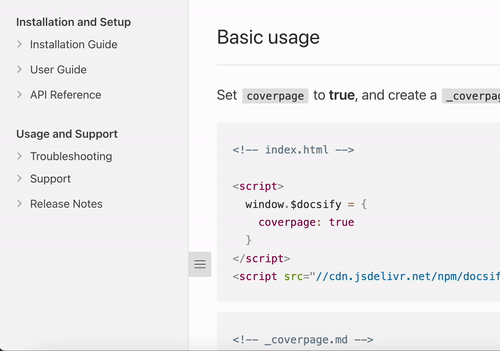 Installation and Setup
Installation Guide
User Guide
API Reference
Usage and Support
Troubleshooting
Support
Release Notes
Basic usage
Set coverpage to true, and create a _coverpag
<!-- index.html -->
<script>
window.$docsify = {
coverpage: true
}
</script>
<script src="//cdn.jsdelivr.net/npm/docsif
<!-- _coverpage.md -->